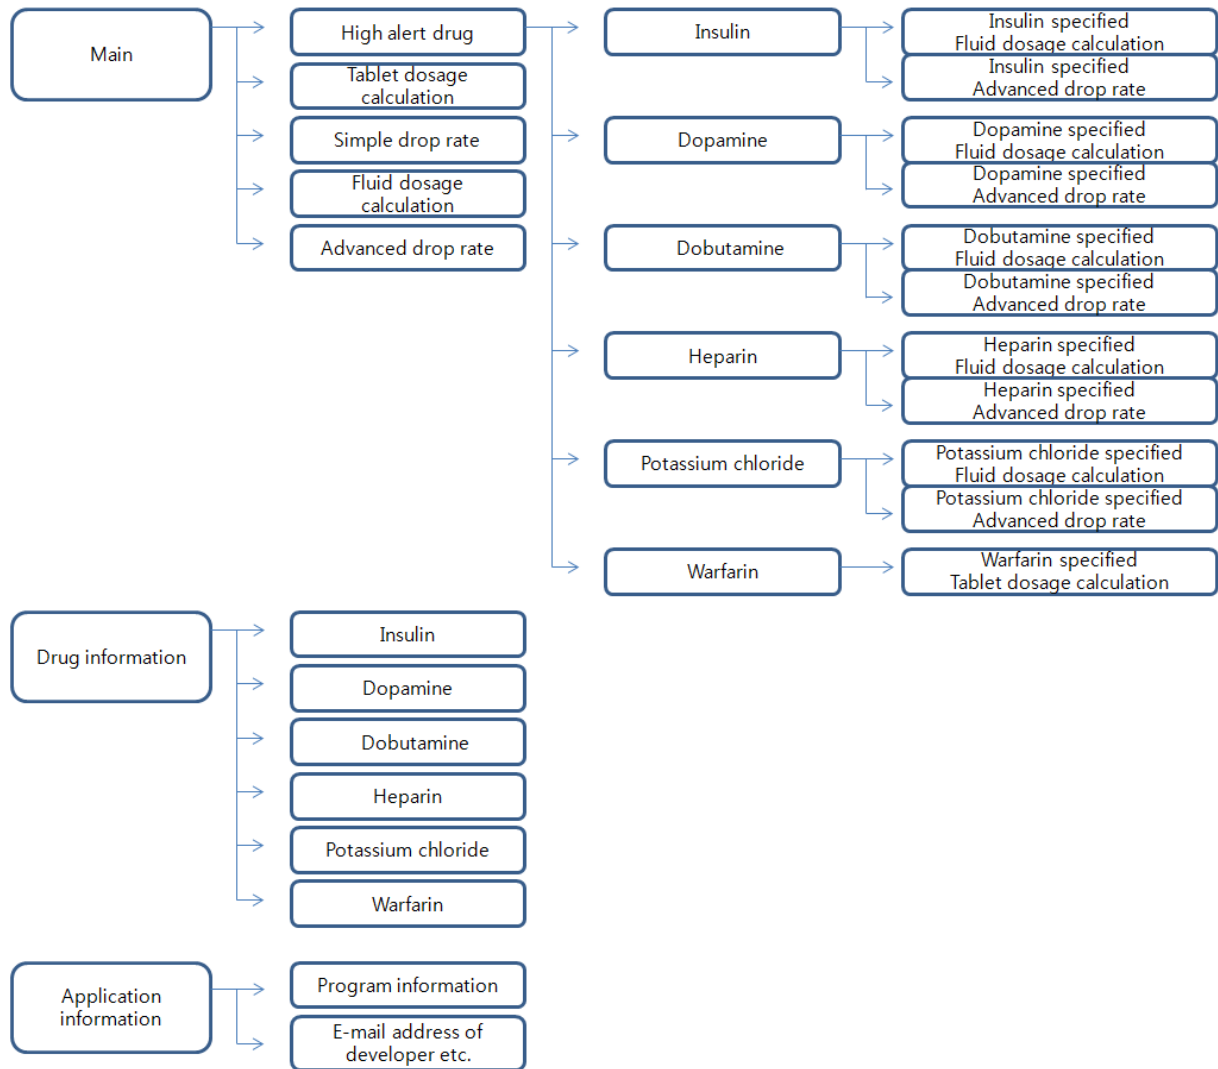 Main
High alert drug
Tablet dosage
calculation
Simple drop rate
Fluid dosage
calculation
Advanced drop rate
Insulin
Insulin specified
Fluid dosage calculation
Insulin specified
Advanced drop rate
Dopamine
Dopamine specified
Fluid dosage calculation
Dopamine specified
Advanced drop rate
Dobutamine
Dobutamine specified
Fluid dosage calculation
Dobutamine specified
Advanced drop rate
Heparin
Heparin specified
Fluid dosage calculation
Heparin specified
Advanced drop rate
Potassium chloride
Potassium chloride specified
Fluid dosage calculation
Potassium chloride specified
Advanced drop rate
Warfarin
Warfarin specified
Tablet dosage calculation
Drug information
Insulin
Dopamine
Dobutamine
Heparin
Potassium chloride
Warfarin
Application
information
Program information
E-mail address of
developer etc.